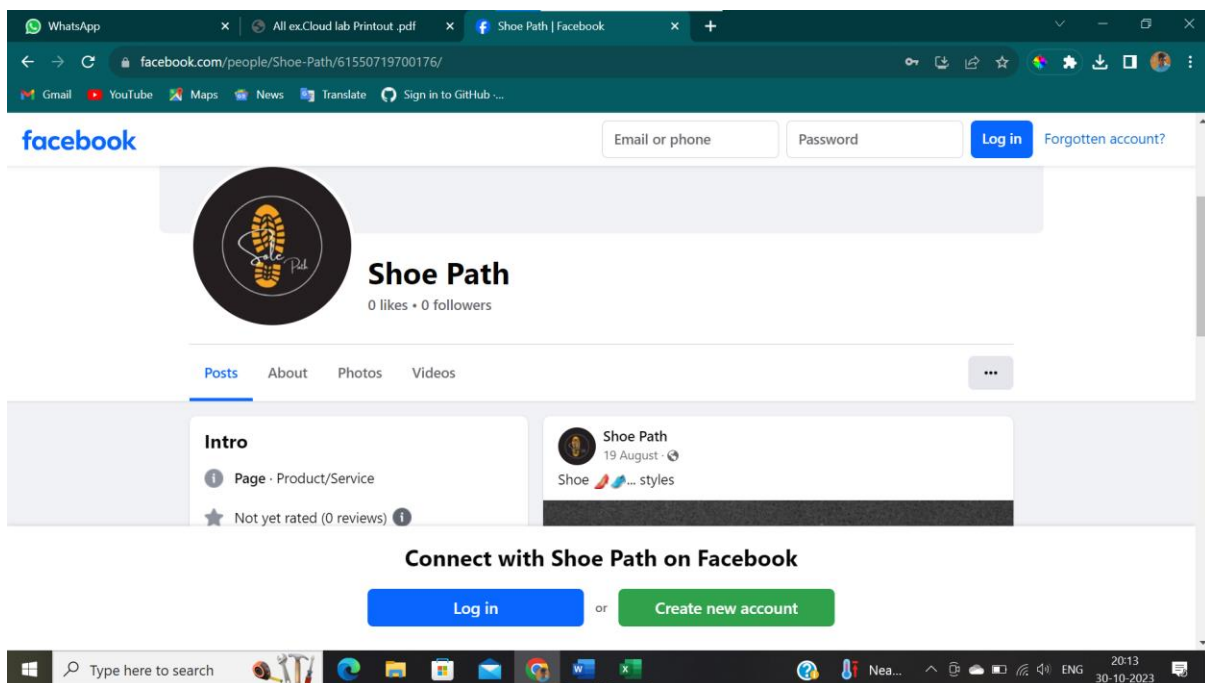 WhatsApp
All ex.Cloud lab Printout .pdf
Shoe Path | Facebook
facebook.com/people/Shoe-Path/61550719700176/
Gmail YouTube Maps News Translate Sign in to GitHub ·...
facebook
Email or phone Password Log in Forgotten account?
Sole
Path
Shoe Path
0 likes • 0 followers
Posts About Photos Videos
Intro
Page · Product/Service
Not yet rated (0 reviews)
Shoe Path
19 August ·
Shoe 👠👟... styles
Connect with Shoe Path on Facebook
Log in or Create new account
Type here to search
Nea...
ENG
20:13
30-10-2023